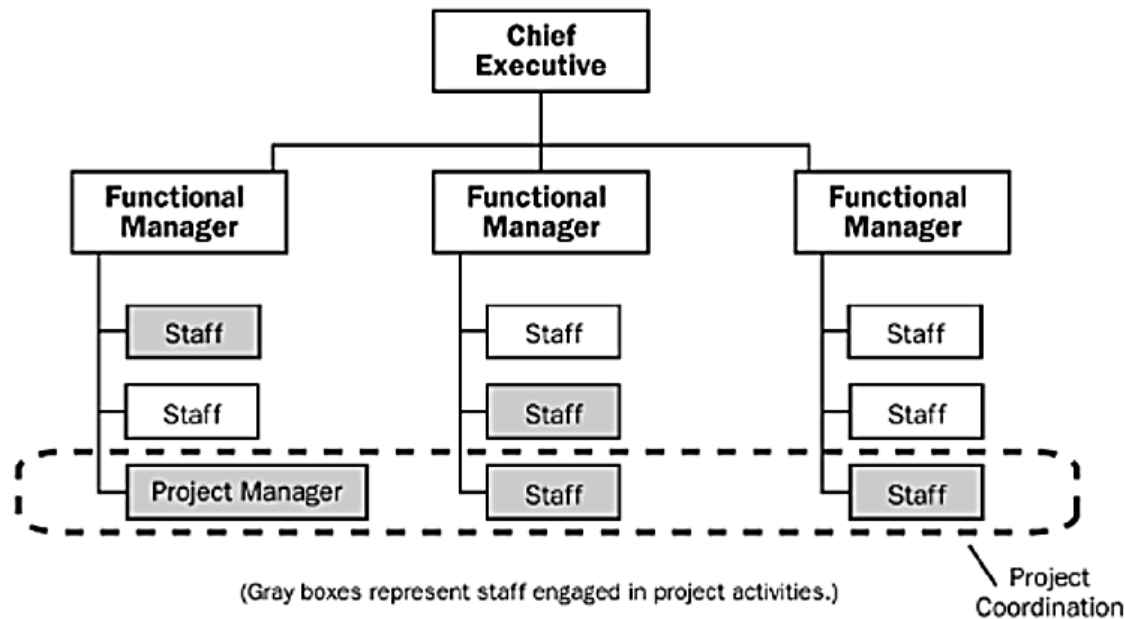 Chief
Executive
Functional
Manager
Functional
Manager
Functional
Manager
Staff
Staff
Staff
Staff
Staff
Staff
Project Manager
Staff
Staff
(Gray boxes represent staff engaged in project activities.)
Project
Coordination